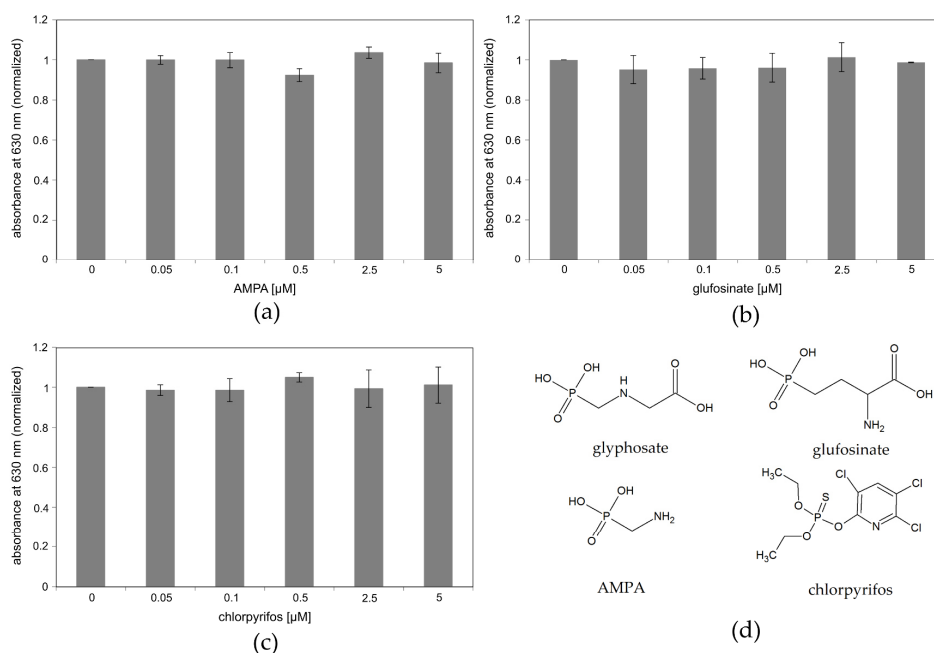 absorbance at 630 nm (normalized)
1.2
1
0.8
0.6
0.4
0.2
0
0 0.05 0.1 0.5 2.5 5
AMPA [µM]
(a)
absorbance at 630 nm (normalized)
1.2
1
0.8
0.6
0.4
0.2
0
0 0.05 0.1 0.5 2.5 5
glufosinate [µM]
(b)
absorbance at 630 nm (normalized)
1.2
1
0.8
0.6
0.4
0.2
0
0 0.05 0.1 0.5 2.5 5
chlorpyrifos [µM]
(c)
OH
HO
P
O
H
N
O
OH
glyphosate
OH
HO
P
O
O
OH
NH2
glufosinate
OH
HO
P
O
NH2
AMPA
H3C
O
S
P
O
O
H3C
Cl
Cl
N
Cl
chlorpyrifos
(d)